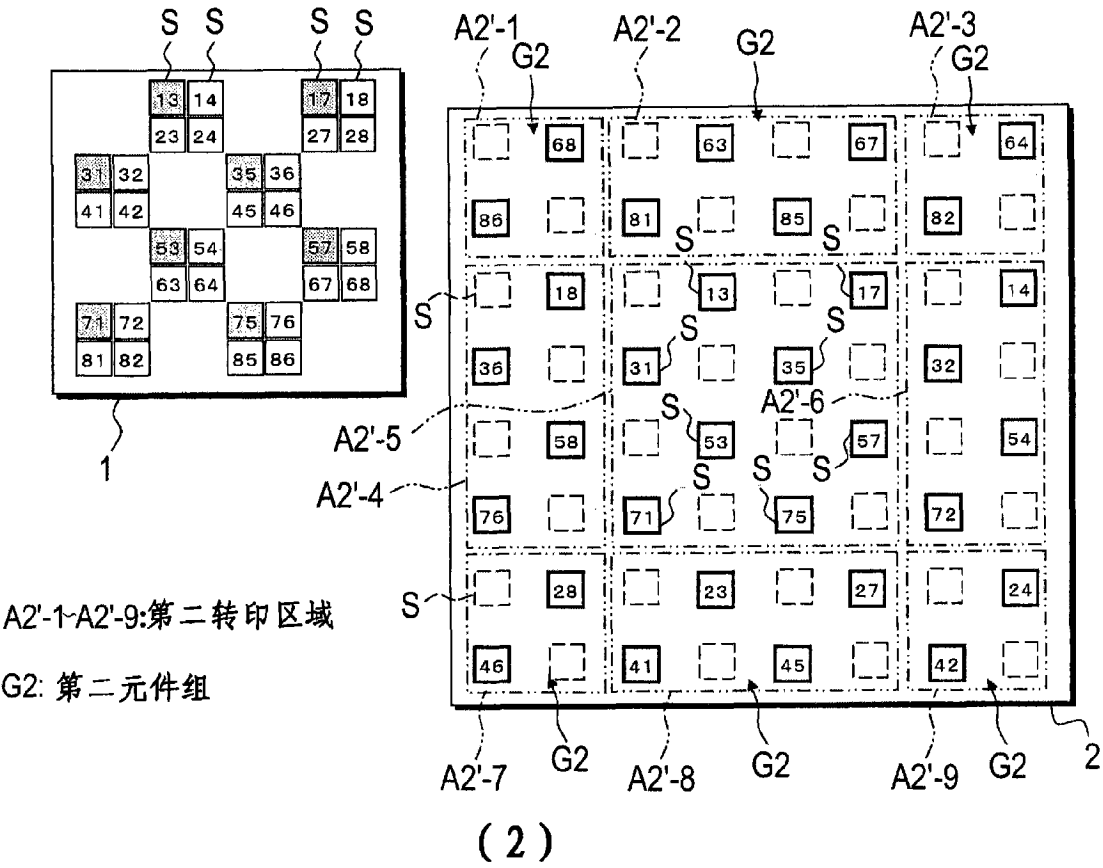 S S S S
13 14 17 18
23 24 27 28
31 32 35 36
41 42 45 46
53 54 57 58
63 64 67 68
71 72 75 76
81 82 85 86
1
A2'-1 A2'-2 G2 A2'-3
G2 G2
68 63 67 64
86 81 85 82
S S
S 18 13 17 14
S S
36 31 35 32
A2'-5 S A2'-6
58 53 57 54
A2'-4 S S S
76 71 75 72
S 28 23 27 24
46 41 45 42
A2'-7 G2 A2'-8 G2 A2'-9 G2 2
A2'-1~A2'-9:第二转印区域
G2: 第二元件组
(2)